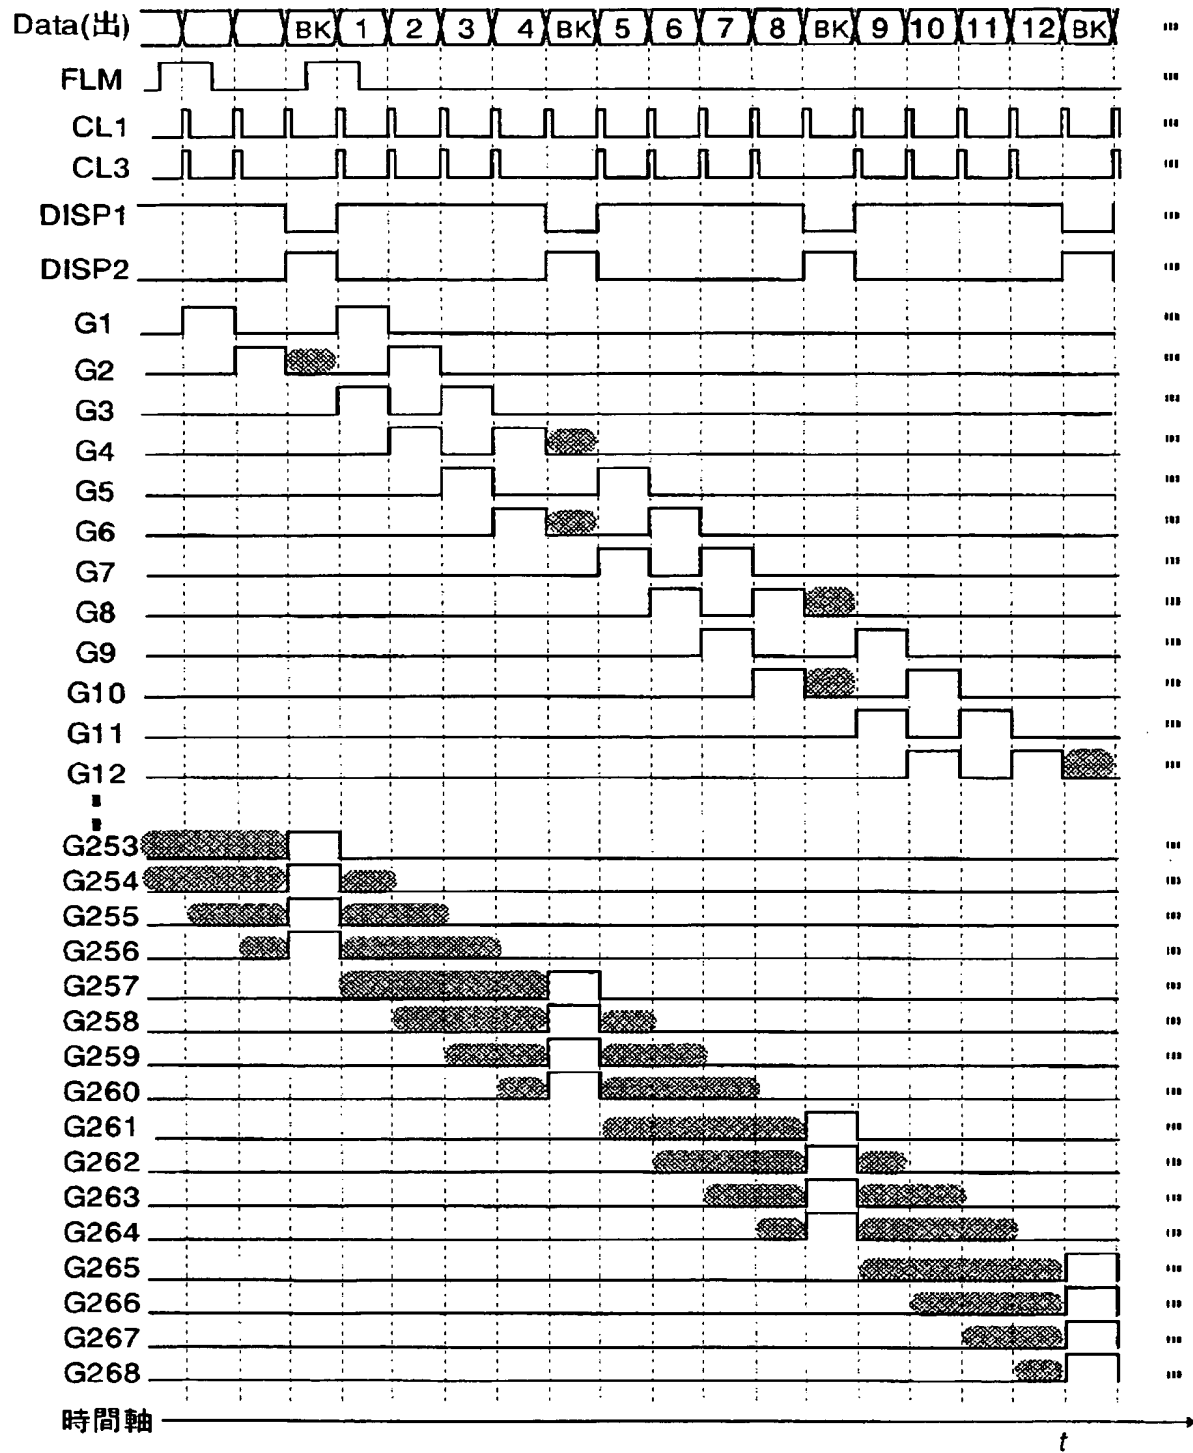 Data(出) BK 1 2 3 4 BK 5 6 7 8 BK 9 10 11 12 BK
FLM
CL1
CL3
DISP1
DISP2
G1
G2
G3
G4
G5
G6
G7
G8
G9
G10
G11
G12
G253
G254
G255
G256
G257
G258
G259
G260
G261
G262
G263
G264
G265
G266
G267
G268
時間軸
t